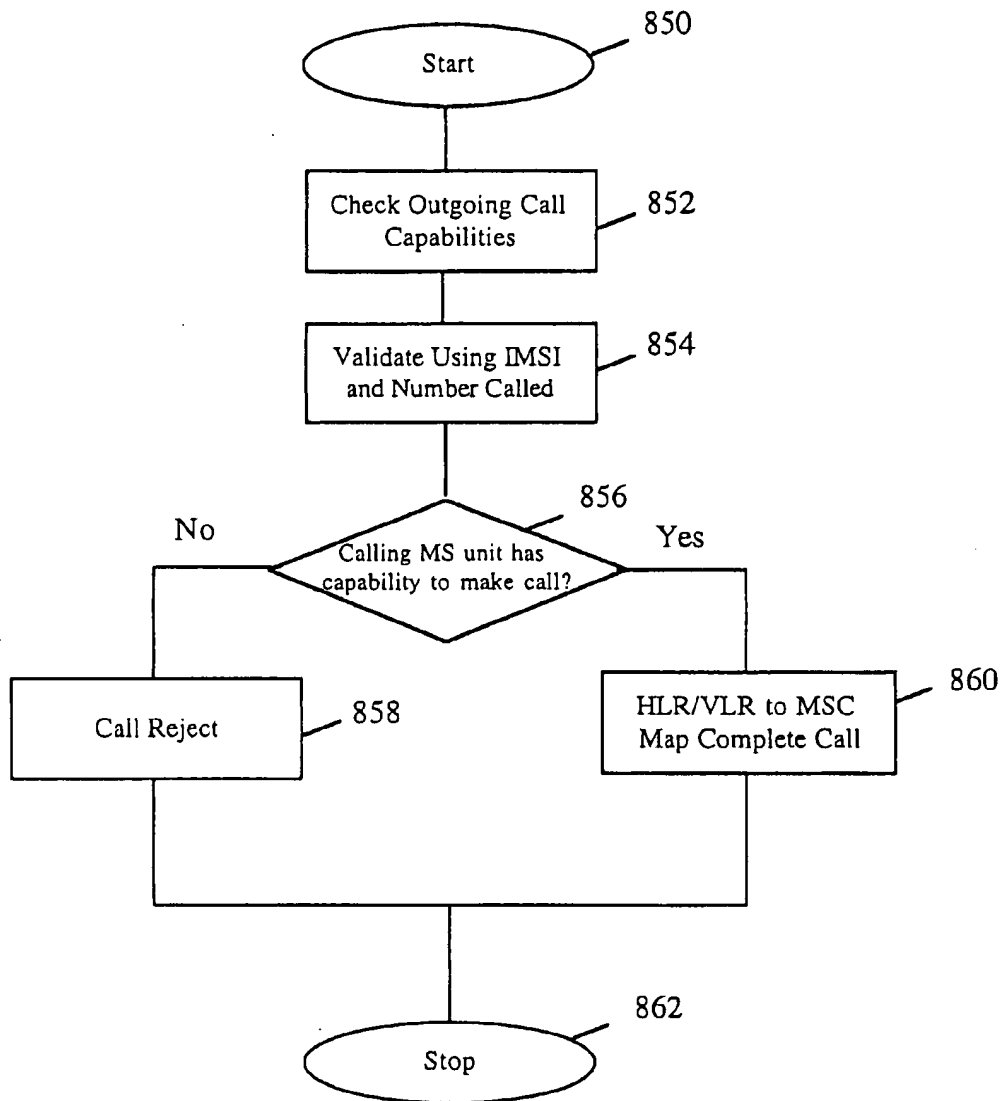 850
Start
Check Outgoing Call
Capabilities
852
Validate Using IMSI
and Number Called
854
856
No
Yes
Calling MS unit has
capability to make call?
Call Reject
858
HLR/VLR to MSC
Map Complete Call
860
862
Stop